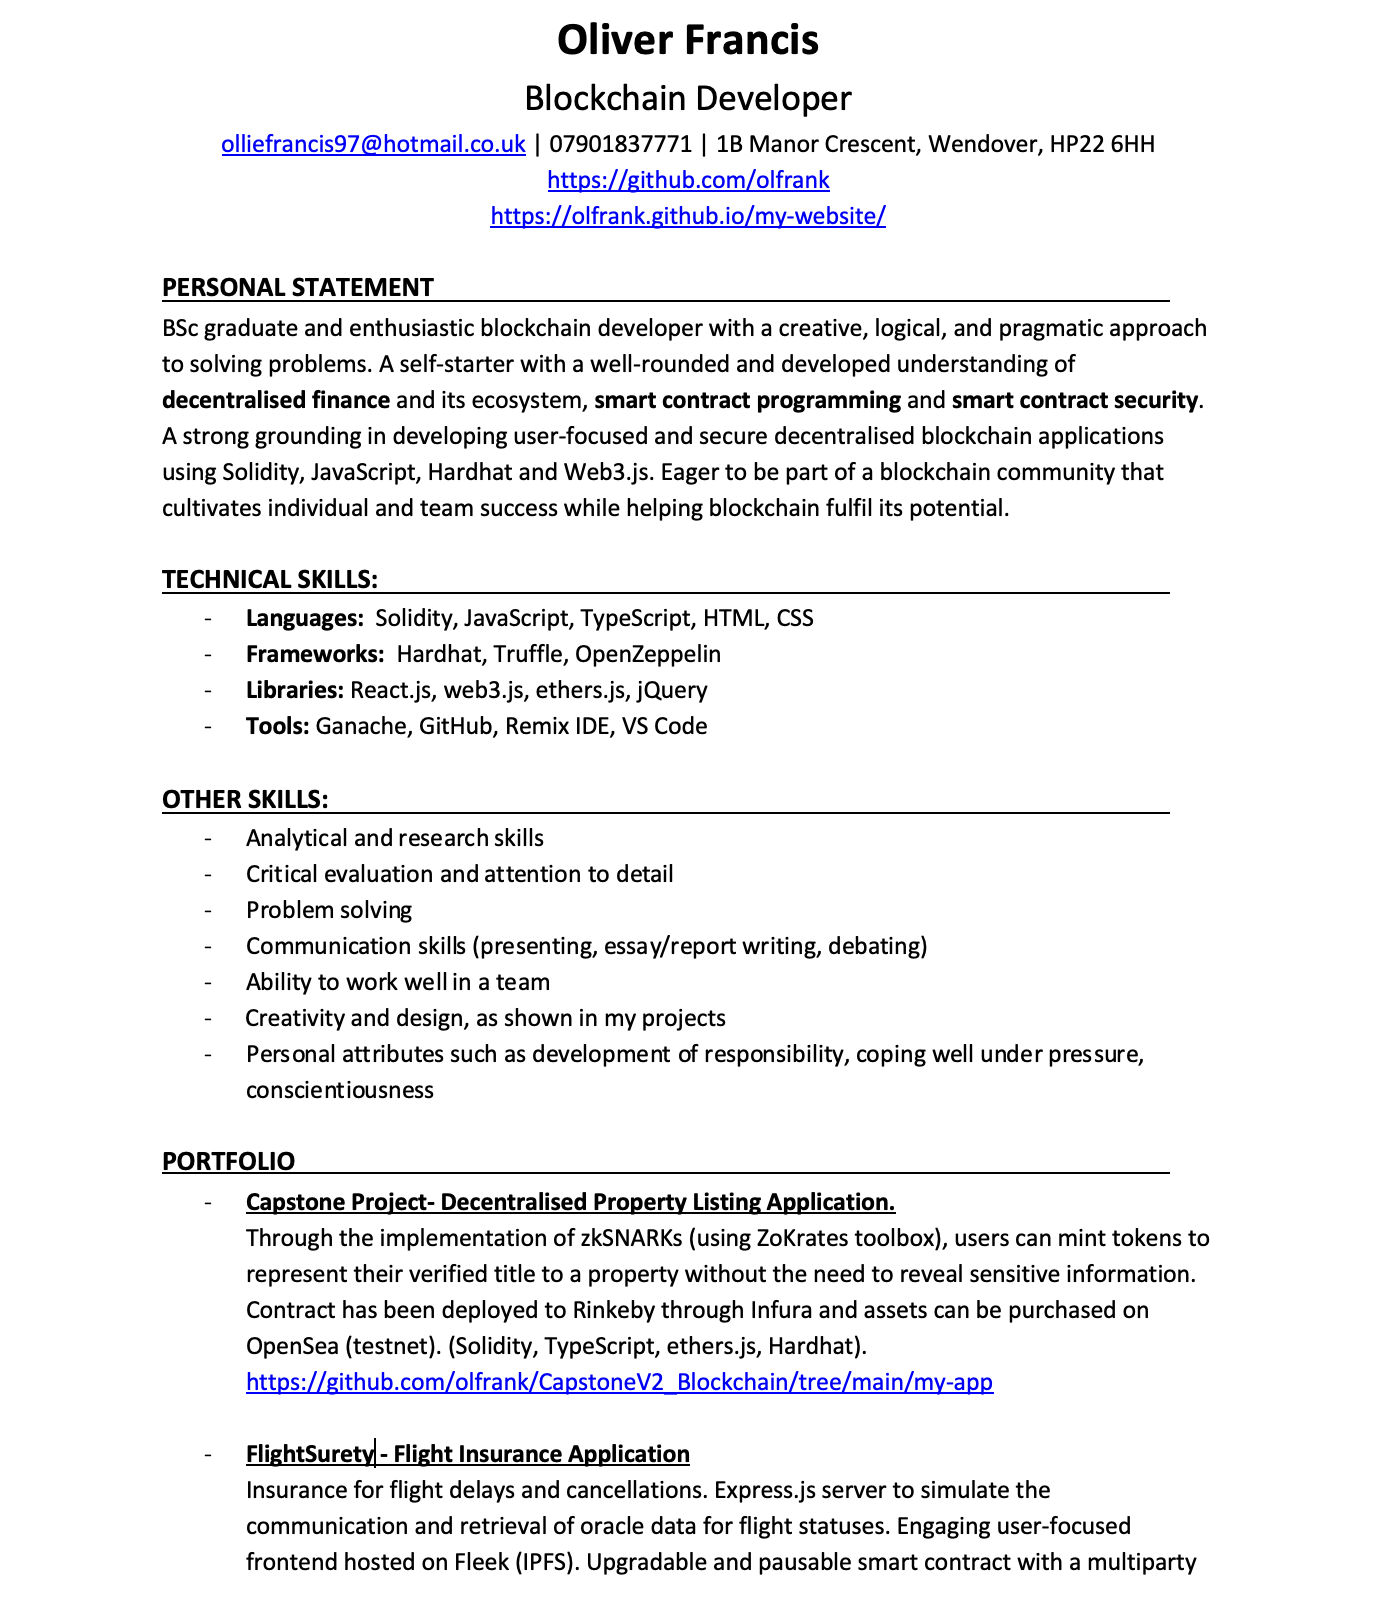 Oliver Francis
Blockchain Developer
olliefrancis97@hotmail.co.uk | 07901837771 | 1B Manor Crescent, Wendover, HP22 6HH
https://github.com/olfrank
https://olfrank.github.io/my-website/
PERSONAL STATEMENT
BSc graduate and enthusiastic blockchain developer with a creative, logical, and pragmatic approach
to solving problems. A self-starter with a well-rounded and developed understanding of
decentralised finance and its ecosystem, smart contract programming and smart contract security.
A strong grounding in developing user-focused and secure decentralised blockchain applications
using Solidity, JavaScript, Hardhat and Web3.js. Eager to be part of a blockchain community that
cultivates individual and team success while helping blockchain fulfil its potential.
TECHNICAL SKILLS:
- Languages: Solidity, JavaScript, TypeScript, HTML, CSS
- Frameworks: Hardhat, Truffle, OpenZeppelin
- Libraries: React.js, web3.js, ethers.js, jQuery
- Tools: Ganache, GitHub, Remix IDE, VS Code
OTHER SKILLS:
- Analytical and research skills
- Critical evaluation and attention to detail
- Problem solving
- Communication skills (presenting, essay/report writing, debating)
- Ability to work well in a team
- Creativity and design, as shown in my projects
- Personal attributes such as development of responsibility, coping well under pressure,
conscientiousness
PORTFOLIO
- Capstone Project- Decentralised Property Listing Application.
Through the implementation of zkSNARKs (using ZoKrates toolbox), users can mint tokens to
represent their verified title to a property without the need to reveal sensitive information.
Contract has been deployed to Rinkeby through Infura and assets can be purchased on
OpenSea (testnet). (Solidity, TypeScript, ethers.js, Hardhat).
https://github.com/olfrank/CapstoneV2_Blockchain/tree/main/my-app
- FlightSurety - Flight Insurance Application
Insurance for flight delays and cancellations. Express.js server to simulate the
communication and retrieval of oracle data for flight statuses. Engaging user-focused
frontend hosted on Fleek (IPFS). Upgradable and pausable smart contract with a multiparty